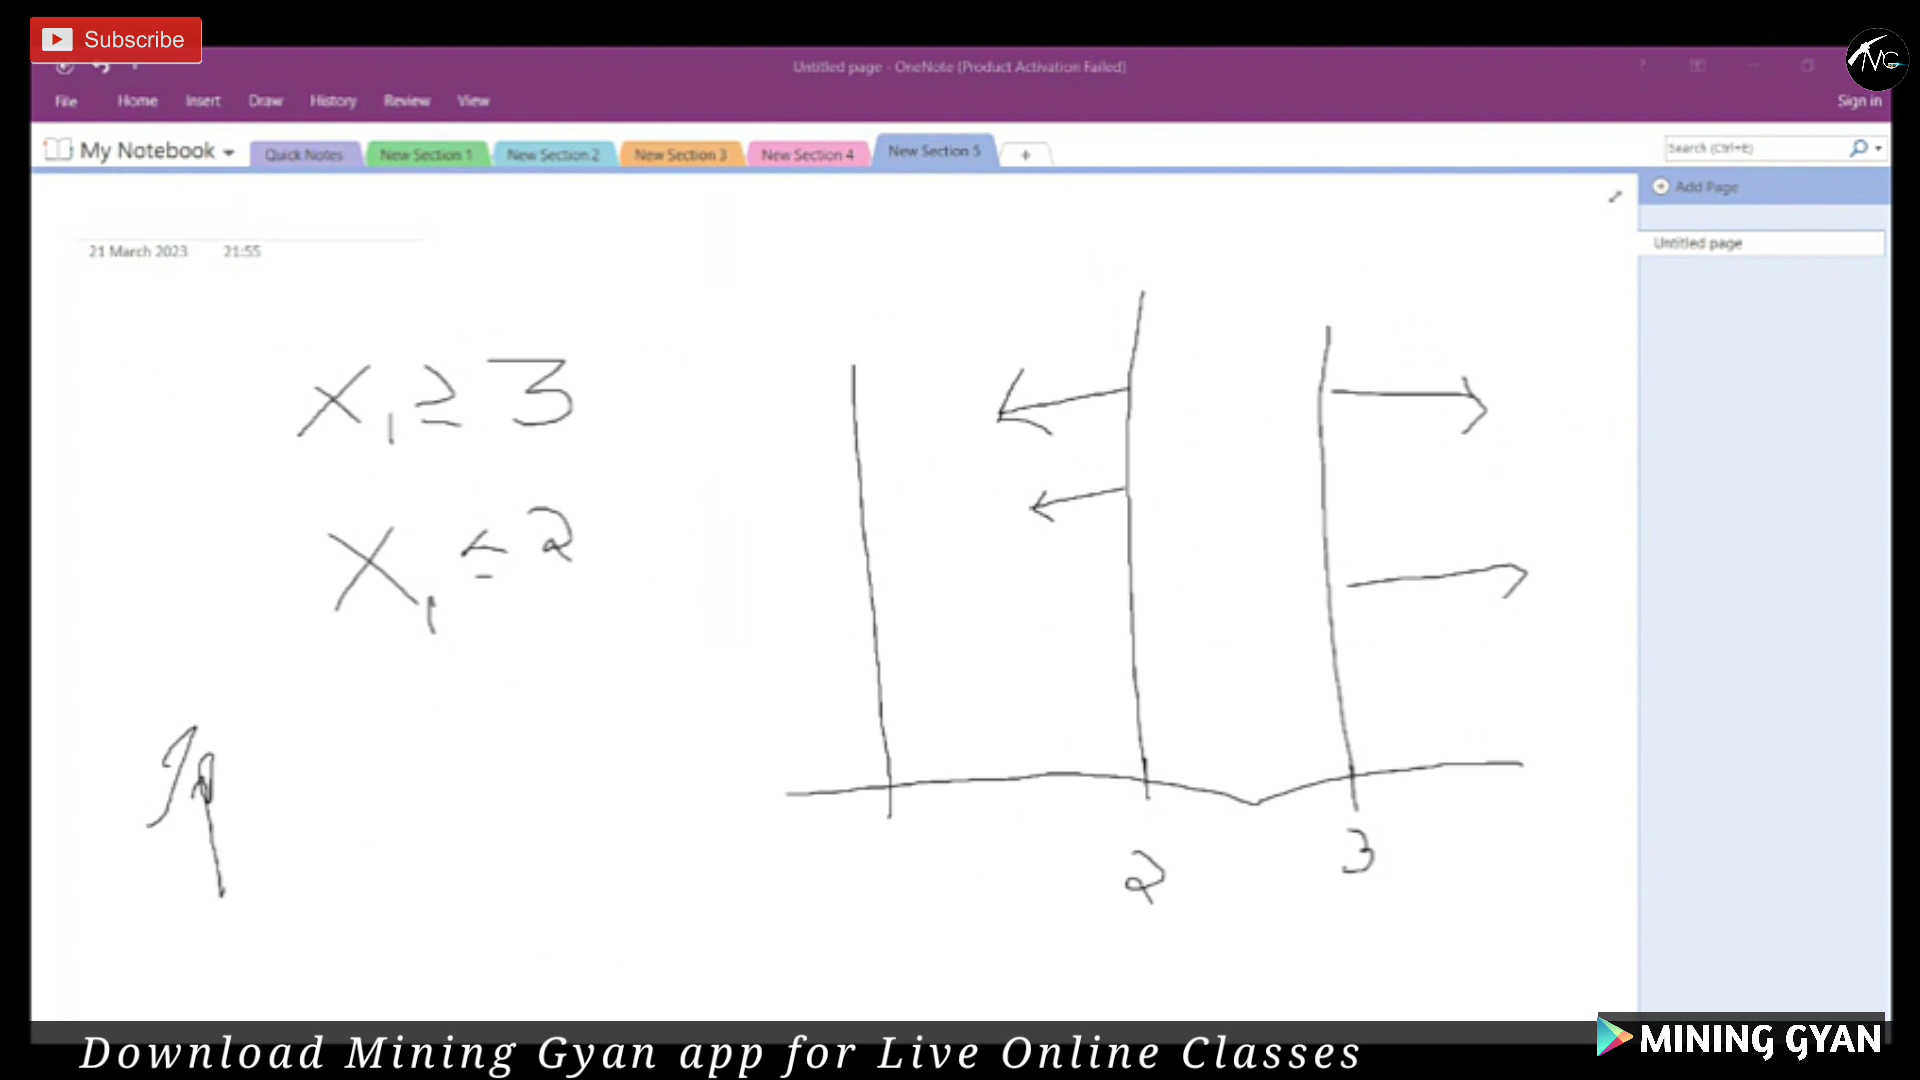 Subscribe
Untitled page - OneNote (Product Activation Failed)
File Home Insert Draw History Review View
Sign in
My Notebook Quick Notes New Section 1 New Section 2 New Section 3 New Section 4 New Section 5 +
Search (Ctrl+E)
Add Page
Untitled page
21 March 2023 21:55
x₁ ≥ 3
x₁ ≤ 2
2
3
Download Mining Gyan app for Live Online Classes
MINING GYAN